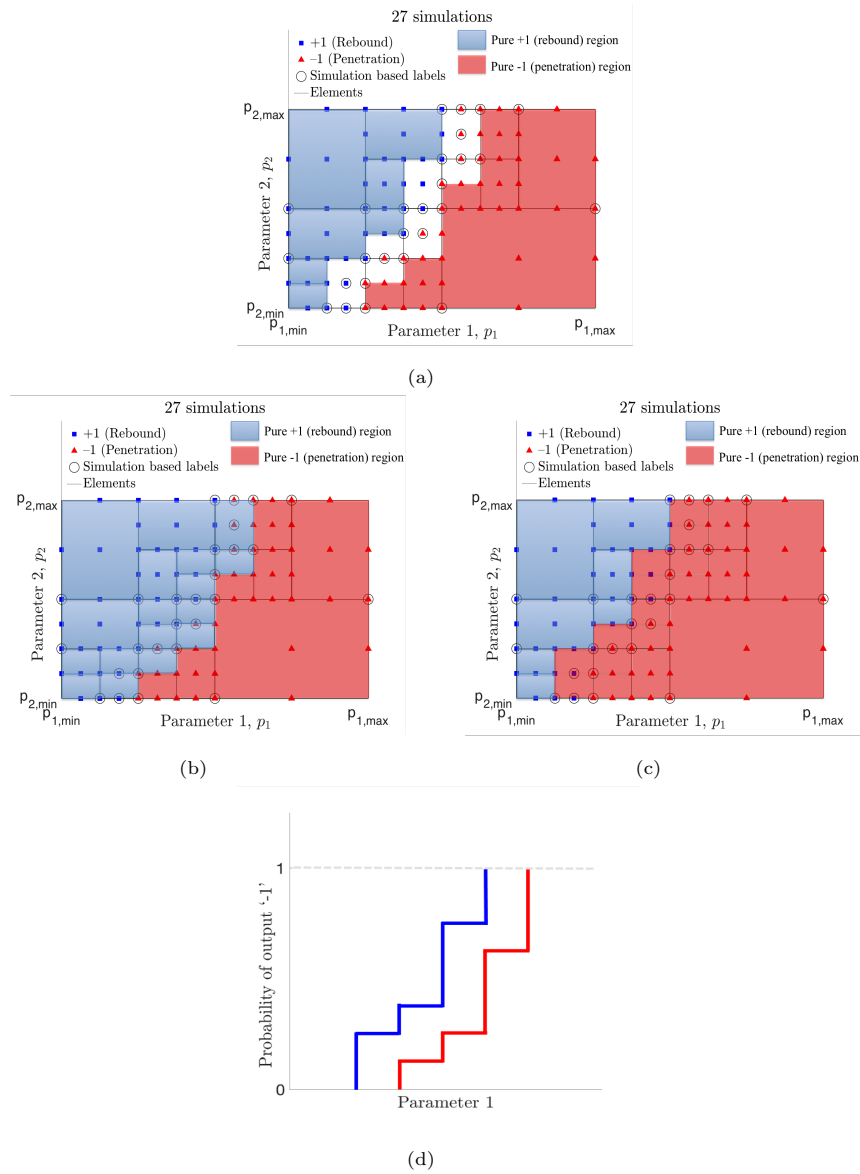 27 simulations
+1 (Rebound)
−1 (Penetration)
Simulation based labels
Elements
Pure +1 (rebound) region
Pure -1 (penetration) region
p2,max
Parameter 2, p2
p2,min
p1,min
Parameter 1, p1
p1,max
(a)
27 simulations
+1 (Rebound)
−1 (Penetration)
Simulation based labels
Elements
Pure +1 (rebound) region
Pure -1 (penetration) region
p2,max
Parameter 2, p2
p2,min
p1,min
Parameter 1, p1
p1,max
(b)
27 simulations
+1 (Rebound)
−1 (Penetration)
Simulation based labels
Elements
Pure +1 (rebound) region
Pure -1 (penetration) region
p2,max
Parameter 2, p2
p2,min
p1,min
Parameter 1, p1
p1,max
(c)
1
Probability of output ‘-1’
0
Parameter 1
(d)